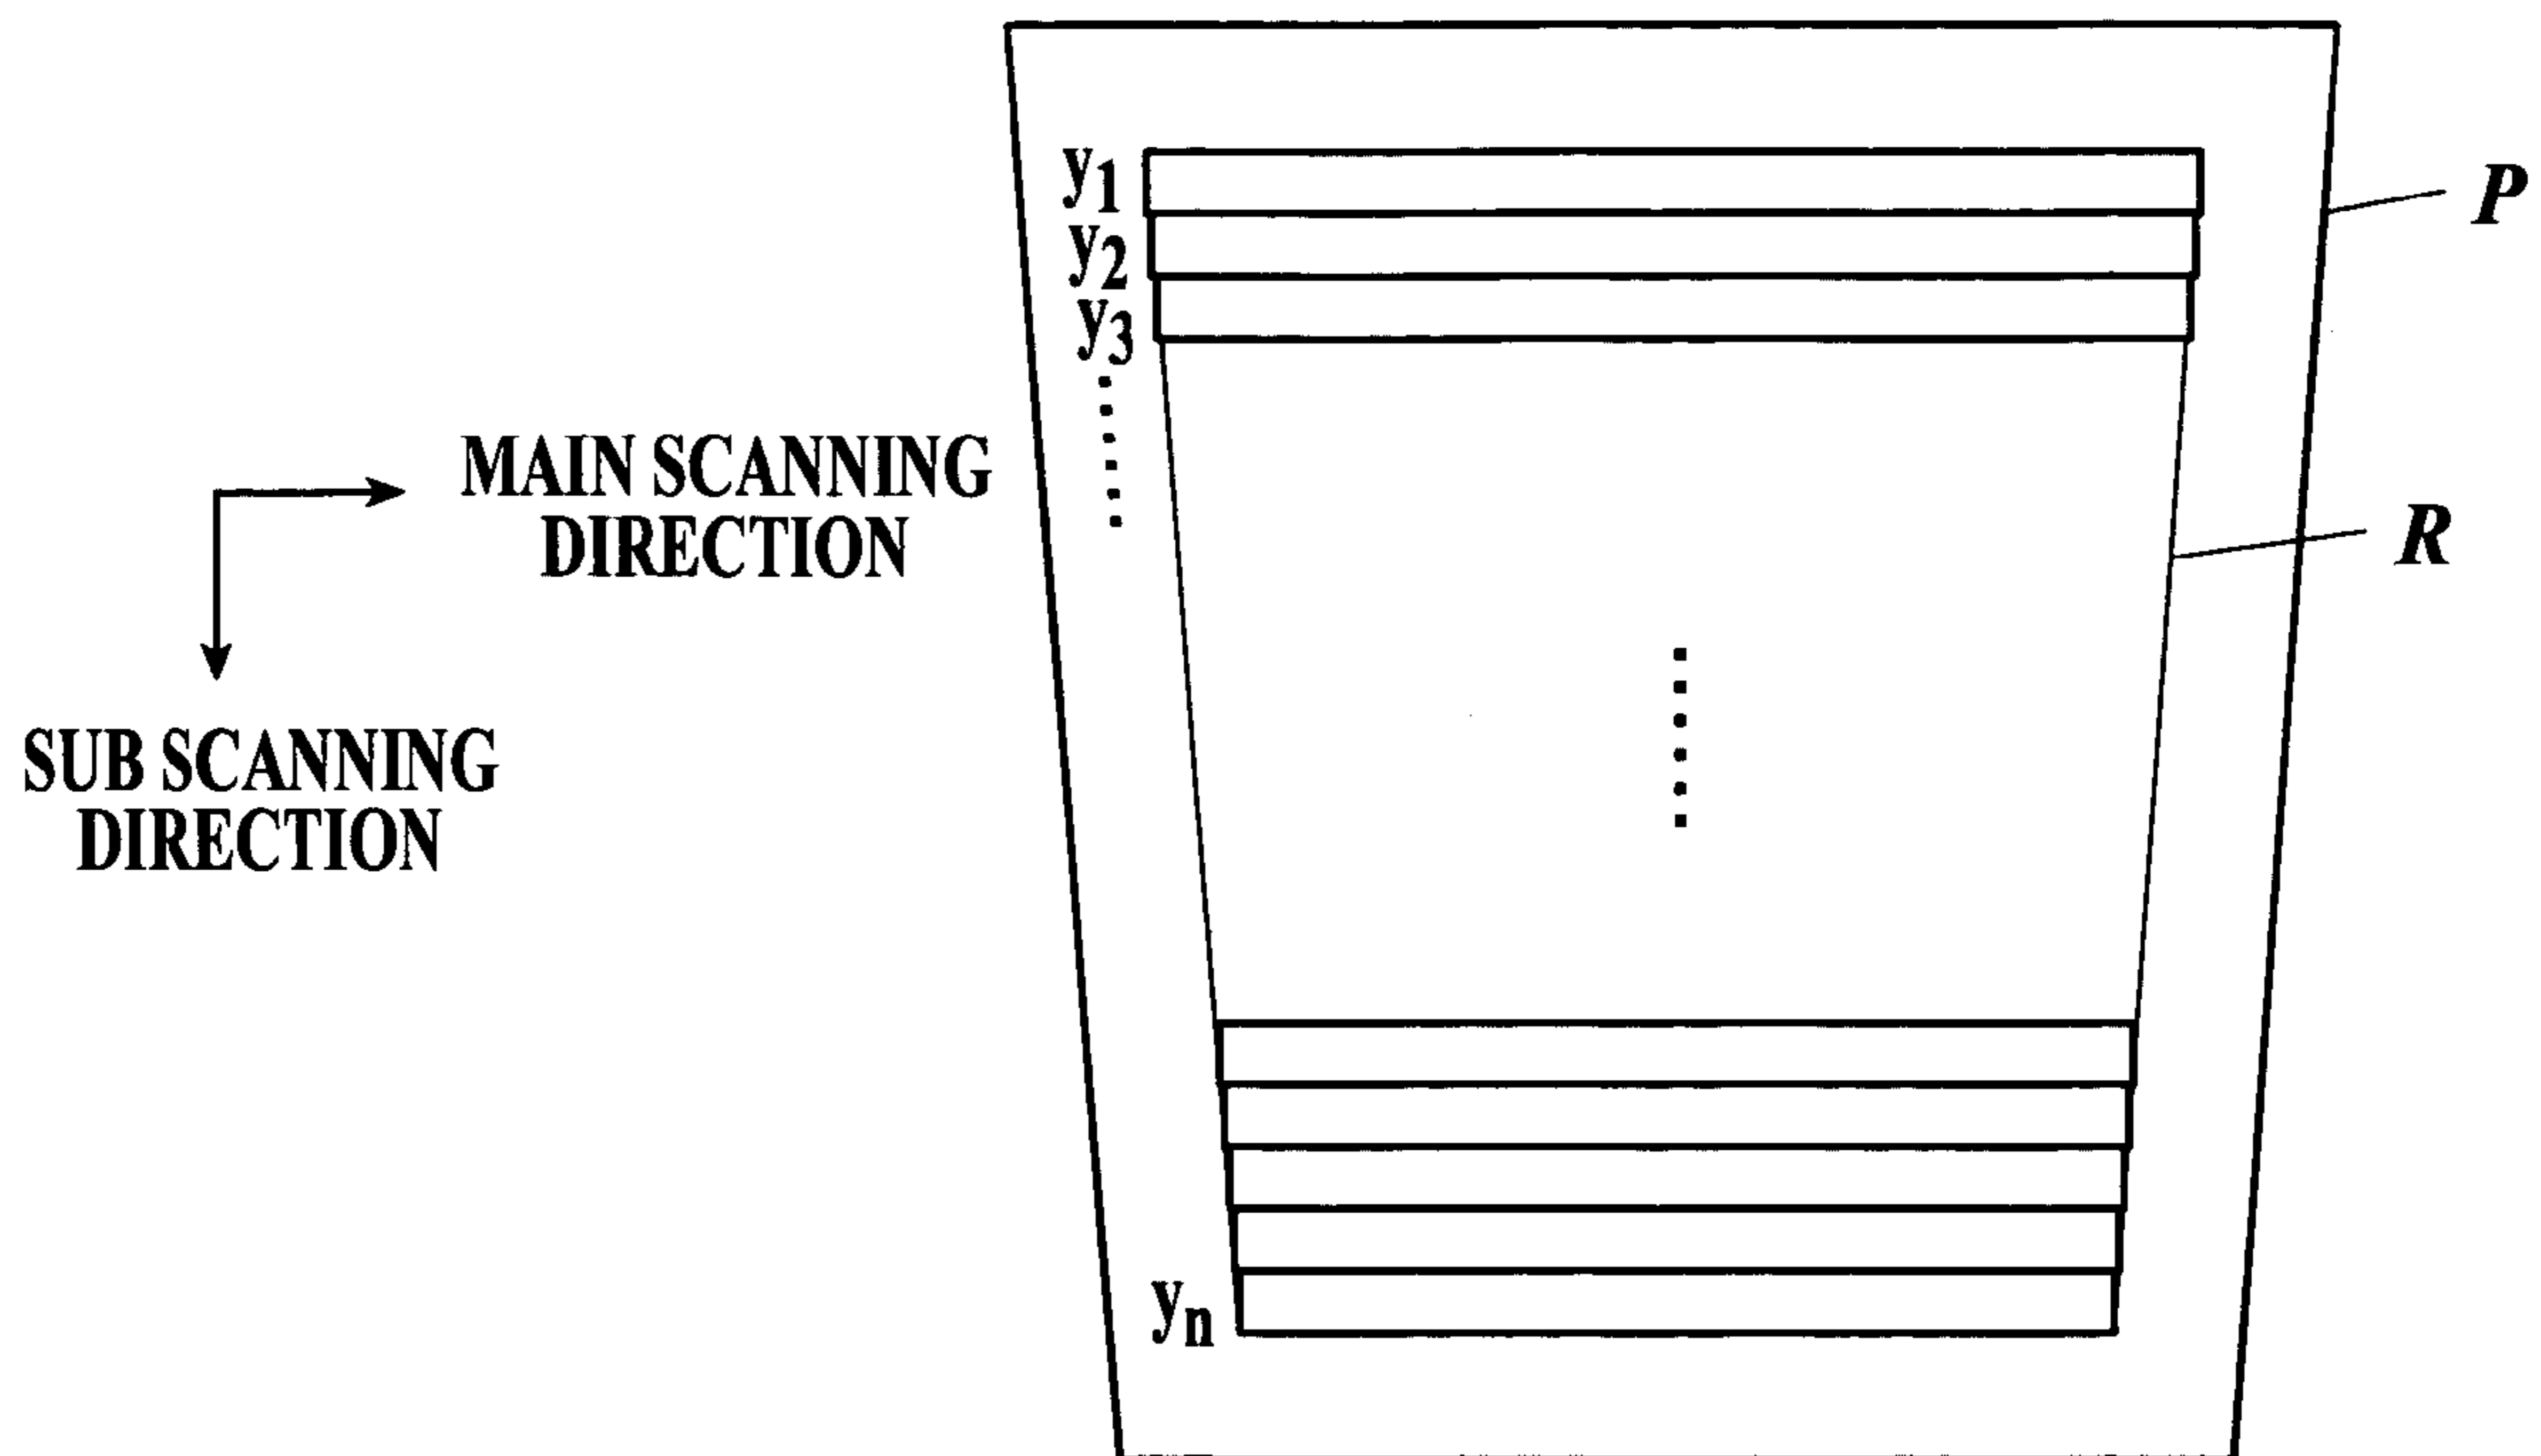 y1
P
y2
y3
MAIN SCANNING
DIRECTION
R
SUB SCANNING
DIRECTION
yn